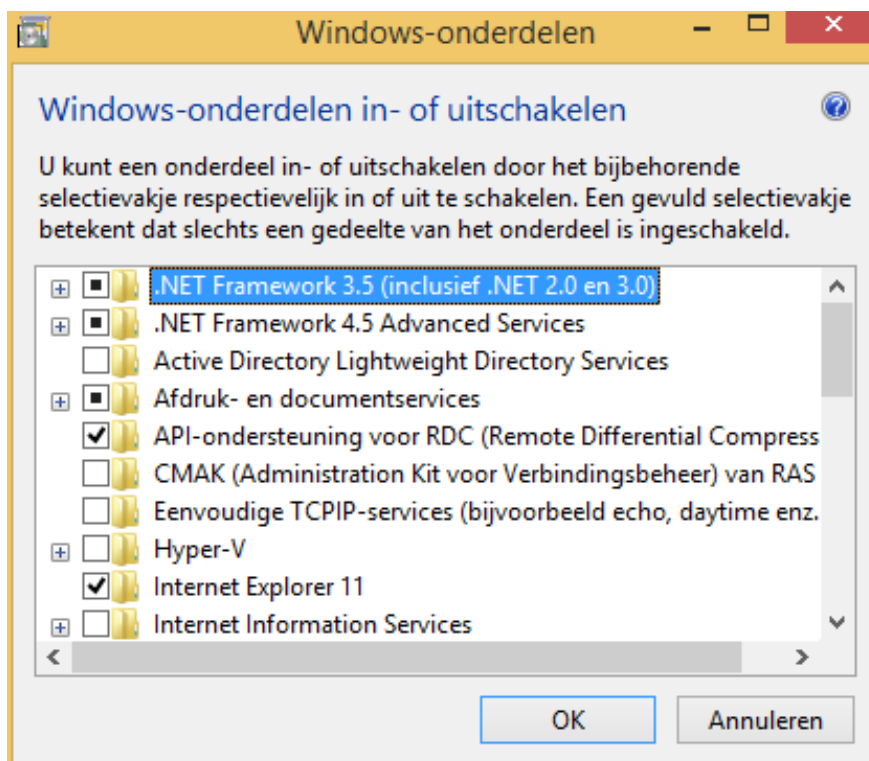 Windows-onderdelen
Windows-onderdelen in- of uitschakelen
U kunt een onderdeel in- of uitschakelen door het bijbehorende
selectievakje respectievelijk in of uit te schakelen. Een gevuld selectievakje
betekent dat slechts een gedeelte van het onderdeel is ingeschakeld.
.NET Framework 3.5 (inclusief .NET 2.0 en 3.0)
.NET Framework 4.5 Advanced Services
Active Directory Lightweight Directory Services
Afdruk- en documentservices
API-ondersteuning voor RDC (Remote Differential Compress
CMAK (Administration Kit voor Verbindingsbeheer) van RAS
Eenvoudige TCPIP-services (bijvoorbeeld echo, daytime enz.
Hyper-V
Internet Explorer 11
Internet Information Services
OK Annuleren